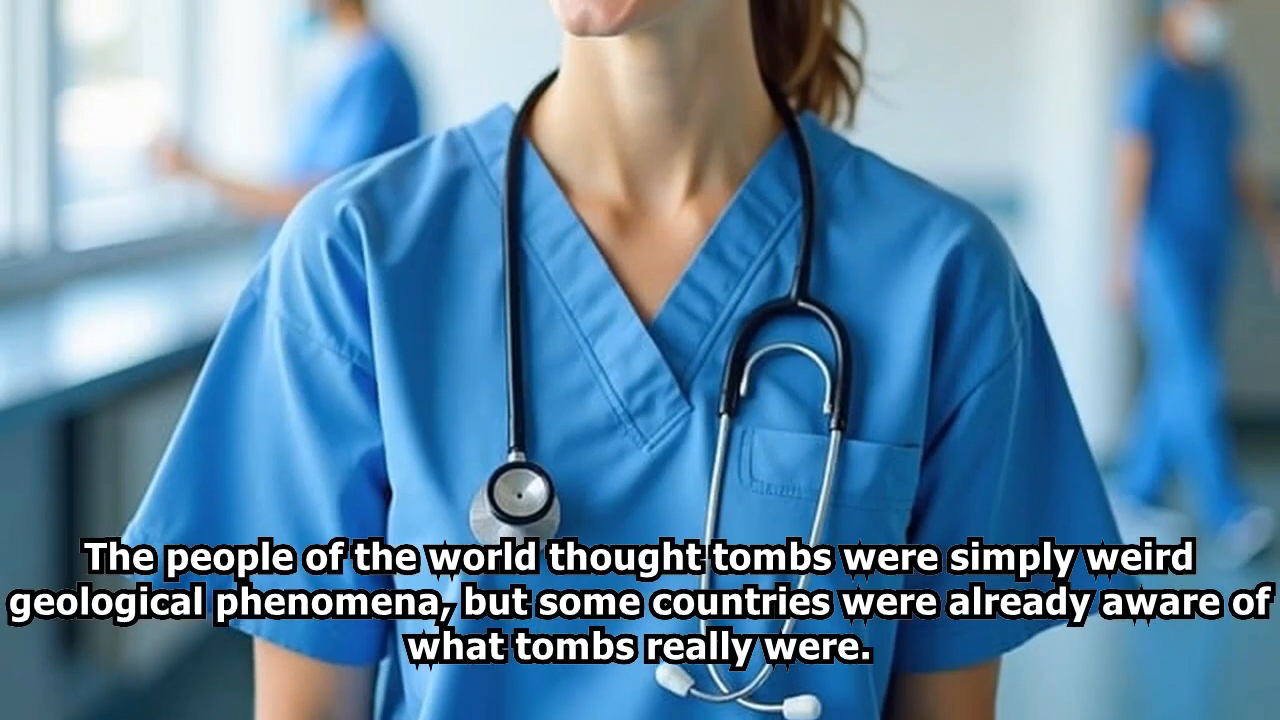 The people of the world thought tombs were simply weird
geological phenomena, but some countries were already aware of
what tombs really were.